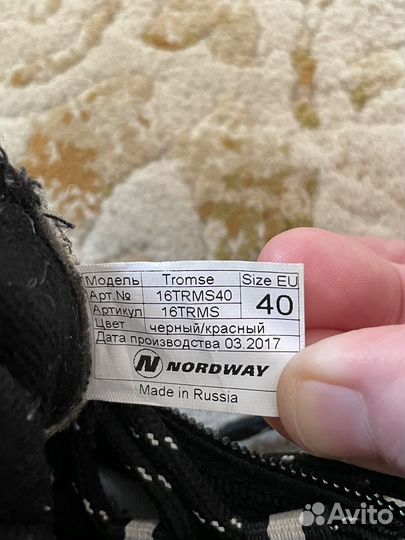 Модель Tromse Size EU
Арт.№ 16TRMS40 40
Артикул 16TRMS
Цвет черный/красный
Дата производства 03.2017
NORDWAY
Made in Russia
Avito